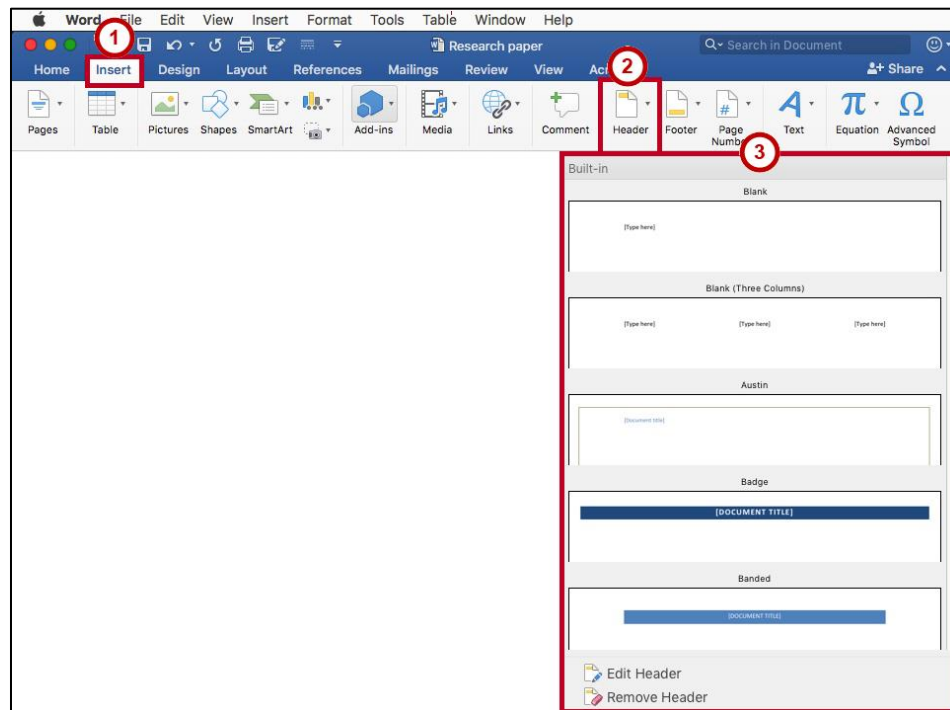 Word File Edit View Insert Format Tools Table Window Help
1
Research paper
Search in Document
Home Insert Design Layout References Mailings Review View
2
Share
Pages Table Pictures Shapes SmartArt Add-ins Media Links Comment Header Footer Page Text Equation Advanced
Symbol
3
Built-in
Blank
[Type here]
Blank (Three Columns)
[Type here] [Type here] [Type here]
Austin
[Document title]
Badge
[DOCUMENT TITLE]
Banded
[DOCUMENT TITLE]
Edit Header
Remove Header